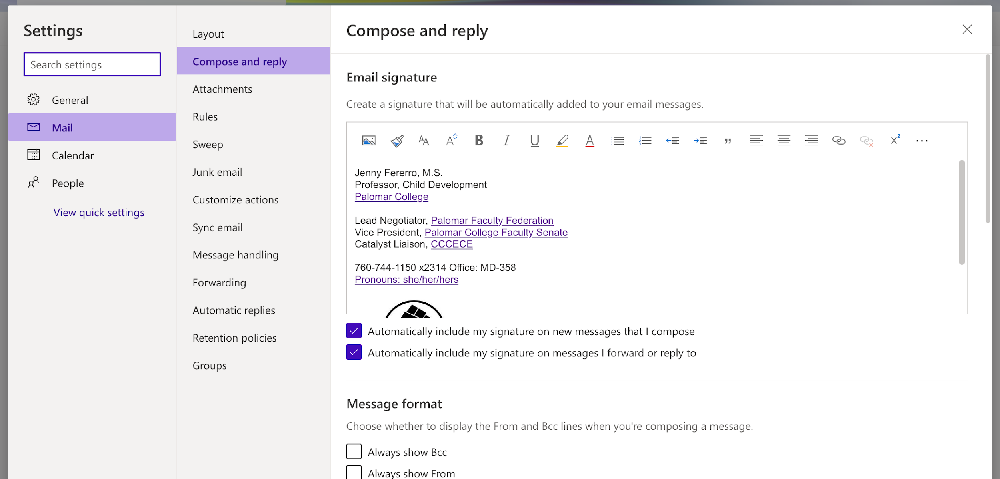 Settings
Search settings
General
Mail
Calendar
People
View quick settings
Layout
Compose and reply
Attachments
Rules
Sweep
Junk email
Customize actions
Sync email
Message handling
Forwarding
Automatic replies
Retention policies
Groups
Compose and reply
Email signature
Create a signature that will be automatically added to your email messages.
Jenny Fererro, M.S.
Professor, Child Development
Palomar College
Lead Negotiator, Palomar Faculty Federation
Vice President, Palomar College Faculty Senate
Catalyst Liaison, CCCECE
760-744-1150 x2314 Office: MD-358
Pronouns: she/her/hers
Automatically include my signature on new messages that I compose
Automatically include my signature on messages I forward or reply to
Message format
Choose whether to display the From and Bcc lines when you're composing a message.
Always show Bcc
Always show From